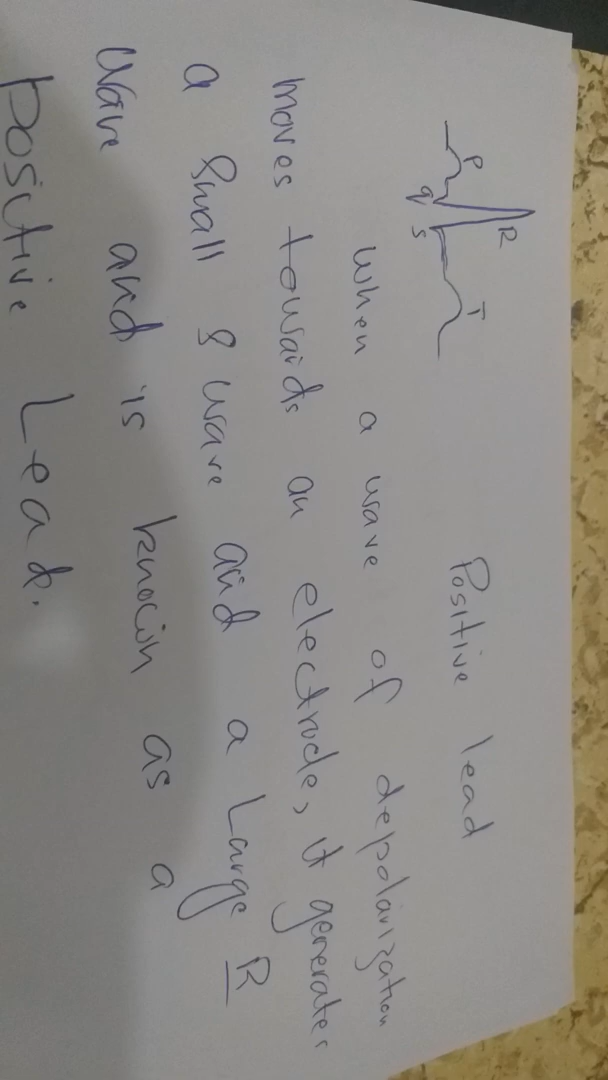 R
P T
q s
Positive lead
When a wave of depolarization
moves towards an electrode, it generates
a small S wave and a Large R
wave and is known as a
Positive Lead.